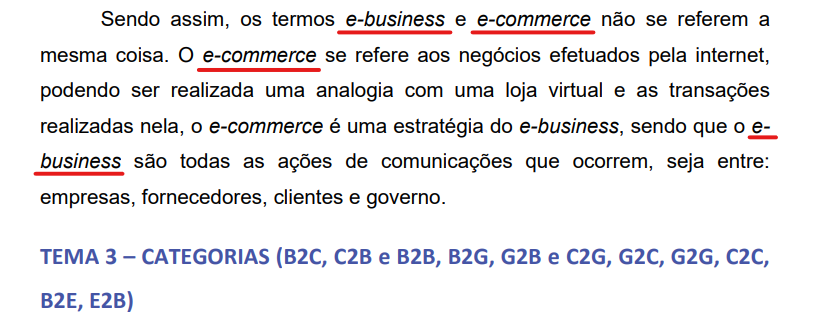 Sendo assim, os termos e-business e e-commerce não se referem a
mesma coisa. O e-commerce se refere aos negócios efetuados pela internet,
podendo ser realizada uma analogia com uma loja virtual e as transações
realizadas nela, o e-commerce é uma estratégia do e-business, sendo que o e-
business são todas as ações de comunicações que ocorrem, seja entre:
empresas, fornecedores, clientes e governo.
TEMA 3 – CATEGORIAS (B2C, C2B e B2B, B2G, G2B e C2G, G2C, G2G, C2C,
B2E, E2B)